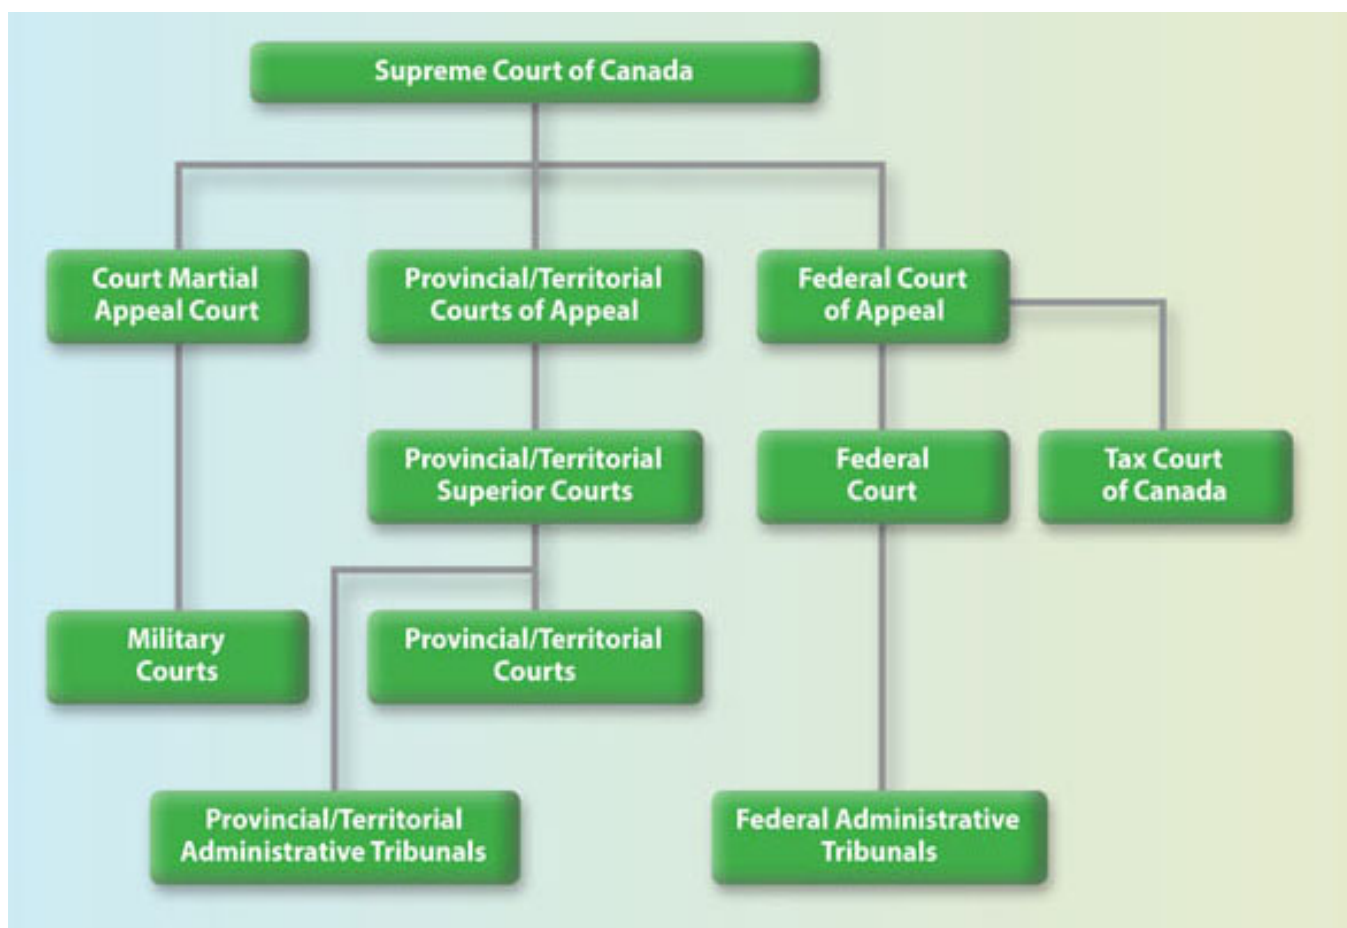 Supreme Court of Canada
Court Martial
Appeal Court
Provincial/Territorial
Courts of Appeal
Federal Court
of Appeal
Provincial/Territorial
Superior Courts
Federal
Court
Tax Court
of Canada
Military
Courts
Provincial/Territorial
Courts
Provincial/Territorial
Administrative Tribunals
Federal Administrative
Tribunals